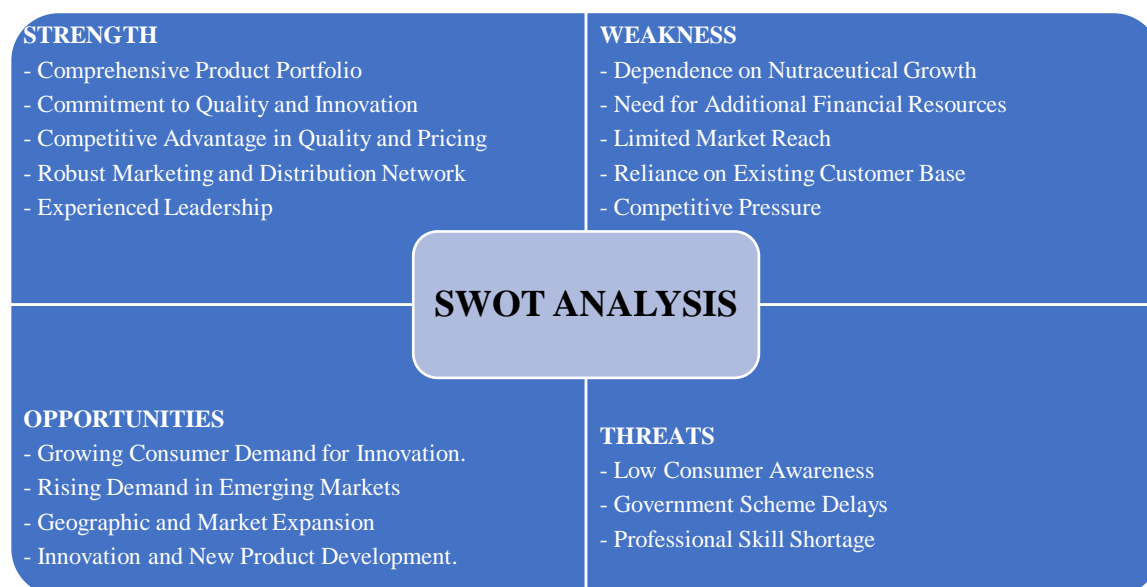 STRENGTH
- Comprehensive Product Portfolio
- Commitment to Quality and Innovation
- Competitive Advantage in Quality and Pricing
- Robust Marketing and Distribution Network
- Experienced Leadership
WEAKNESS
- Dependence on Nutraceutical Growth
- Need for Additional Financial Resources
- Limited Market Reach
- Reliance on Existing Customer Base
- Competitive Pressure
SWOT ANALYSIS
OPPORTUNITIES
- Growing Consumer Demand for Innovation.
- Rising Demand in Emerging Markets
- Geographic and Market Expansion
- Innovation and New Product Development.
THREATS
- Low Consumer Awareness
- Government Scheme Delays
- Professional Skill Shortage